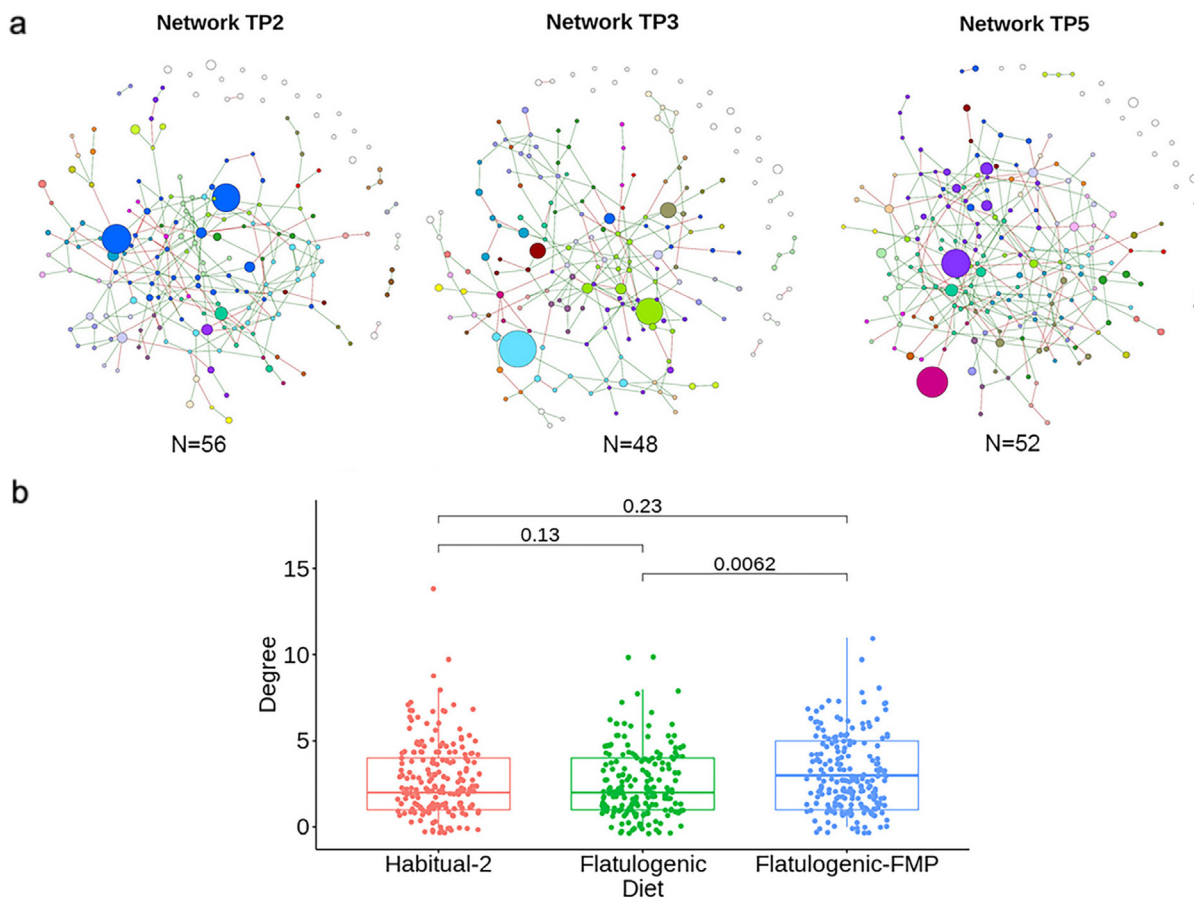 a
Network TP2
Network TP3
Network TP5
N=56
N=48
N=52
b
0.23
0.13
0.0062
15
10
5
0
Degree
Habitual-2
Flatulogenic
Flatulogenic-FMP
Diet